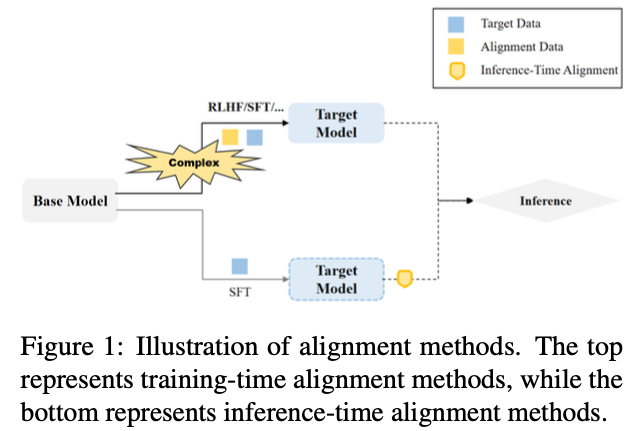 Target Data
Alignment Data
Inference-Time Alignment
RLHF/SFT/...
Target
Model
Complex
Base Model
Inference
Target
Model
SFT
Figure 1: Illustration of alignment methods. The top
represents training-time alignment methods, while the
bottom represents inference-time alignment methods.